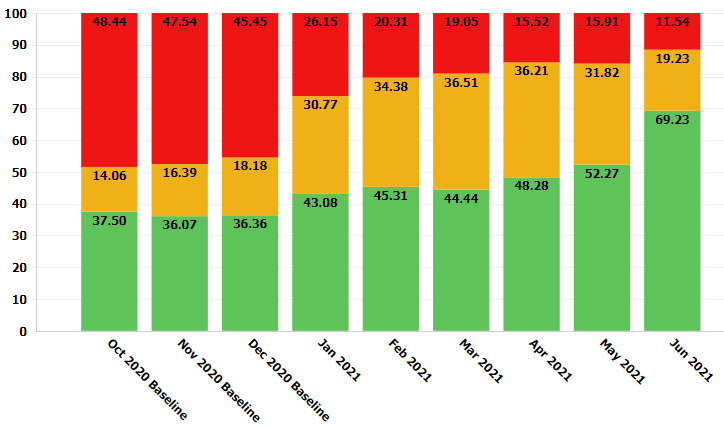 100
90
80
70
60
50
40
30
20
10
0
48.44 47.54 45.45 26.15 20.31 19.05 15.52 15.91 11.54
14.06 16.39 18.18 30.77 34.38 36.51 36.21 31.82 19.23
37.50 36.07 36.36 43.08 45.31 44.44 48.28 52.27 69.23
Oct 2020 Baseline
Nov 2020 Baseline
Dec 2020 Baseline
Jan 2021
Feb 2021
Mar 2021
Apr 2021
May 2021
Jun 2021